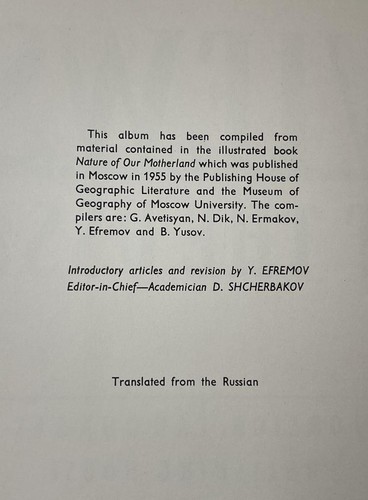 This album has been compiled from
material contained in the illustrated book
Nature of Our Motherland which was published
in Moscow in 1955 by the Publishing House of
Geographic Literature and the Museum of
Geography of Moscow University. The com-
pilers are: G. Avetisyan, N. Dik, N. Ermakov,
Y. Efremov and B. Yusov.
Introductory articles and revision by Y. EFREMOV
Editor-in-Chief—Academician D. SHCHERBAKOV
Translated from the Russian